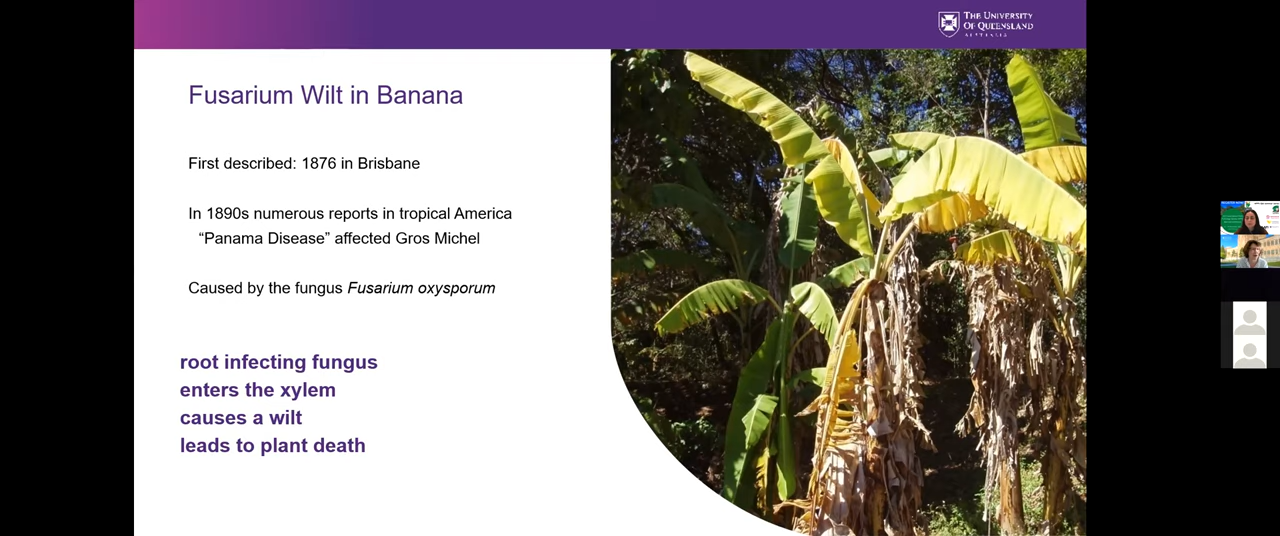 THE UNIVERSITY
OF QUEENSLAND
AUSTRALIA
Fusarium Wilt in Banana
First described: 1876 in Brisbane
In 1890s numerous reports in tropical America
“Panama Disease” affected Gros Michel
Caused by the fungus Fusarium oxysporum
root infecting fungus
enters the xylem
causes a wilt
leads to plant death